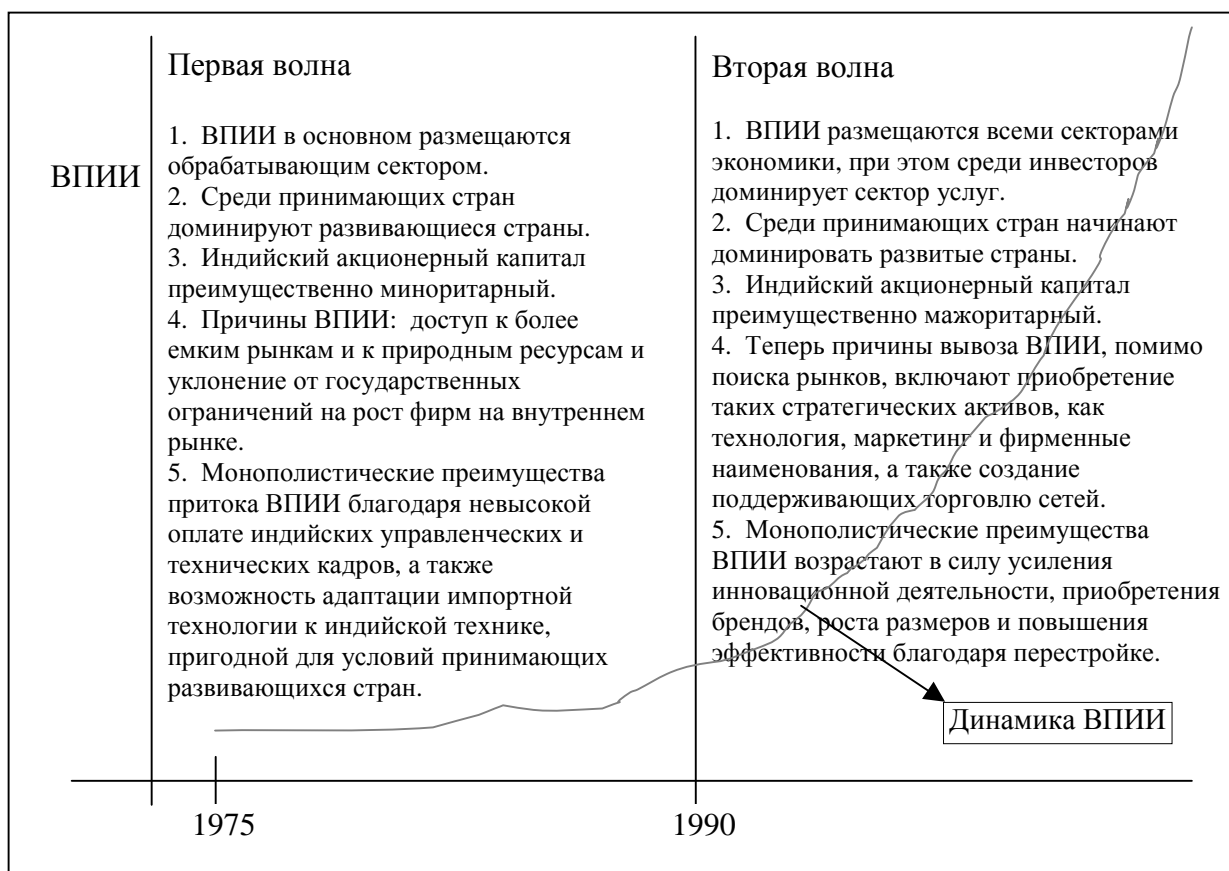 ВПИИ
Первая волна
1. ВПИИ в основном размещаются
обрабатывающим сектором.
2. Среди принимающих стран
доминируют развивающиеся страны.
3. Индийский акционерный капитал
преимущественно миноритарный.
4. Причины ВПИИ: доступ к более
емким рынкам и к природным ресурсам и
уклонение от государственных
ограничений на рост фирм на внутреннем
рынке.
5. Монополистические преимущества
притока ВПИИ благодаря невысокой
оплате индийских управленческих и
технических кадров, а также
возможность адаптации импортной
технологии к индийской технике,
пригодной для условий принимающих
развивающихся стран.
Вторая волна
1. ВПИИ размещаются всеми секторами
экономики, при этом среди инвесторов
доминирует сектор услуг.
2. Среди принимающих стран начинают
доминировать развитые страны.
3. Индийский акционерный капитал
преимущественно мажоритарный.
4. Теперь причины вывоза ВПИИ, помимо
поиска рынков, включают приобретение
таких стратегических активов, как
технология, маркетинг и фирменные
наименования, а также создание
поддерживающих торговлю сетей.
5. Монополистические преимущества
ВПИИ возрастают в силу усиления
инновационной деятельности, приобретения
брендов, роста размеров и повышения
эффективности благодаря перестройке.
Динамика ВПИИ
1975
1990